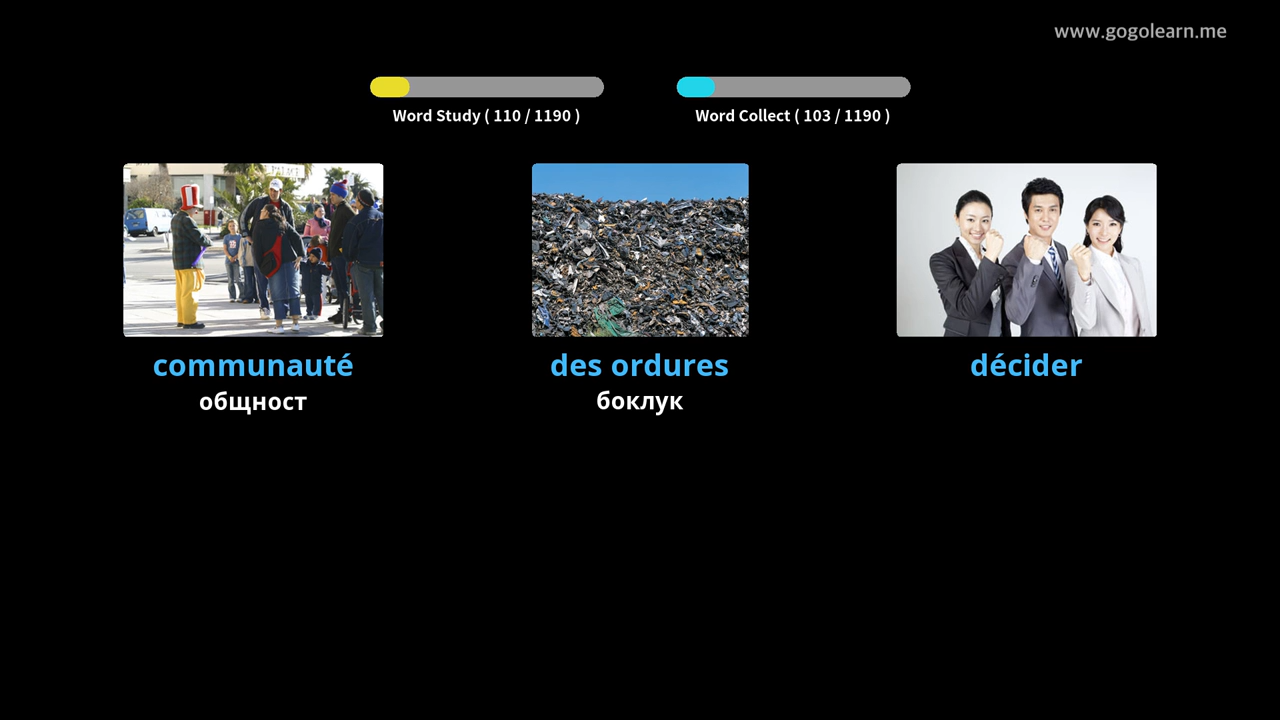 www.gogolearn.me
Word Study ( 110 / 1190 )
Word Collect ( 103 / 1190 )
communauté
общност
des ordures
боклук
décider